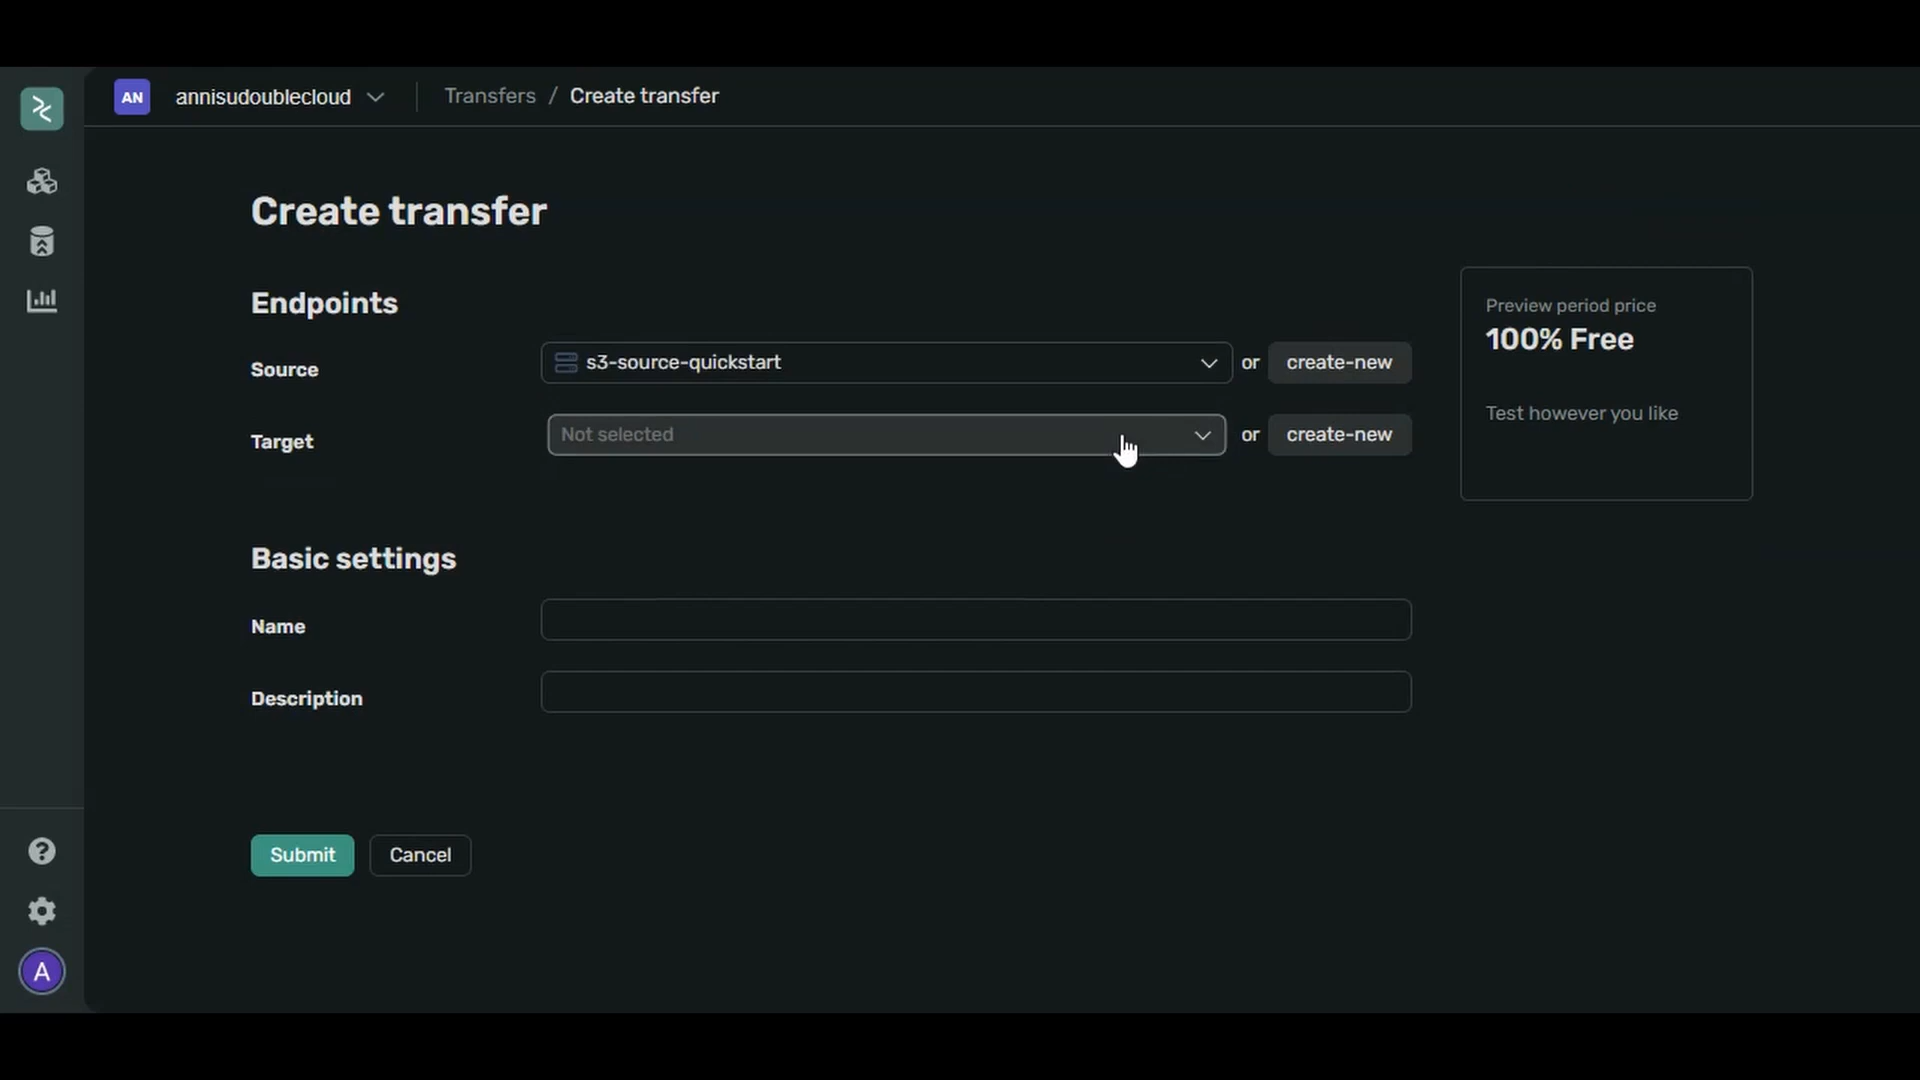 AN annisudoublecloud Transfers / Create transfer
Create transfer
Endpoints
Source s3-source-quickstart or create-new
Target Not selected or create-new
Preview period price
100% Free
Test however you like
Basic settings
Name
Description
Submit Cancel
?
A